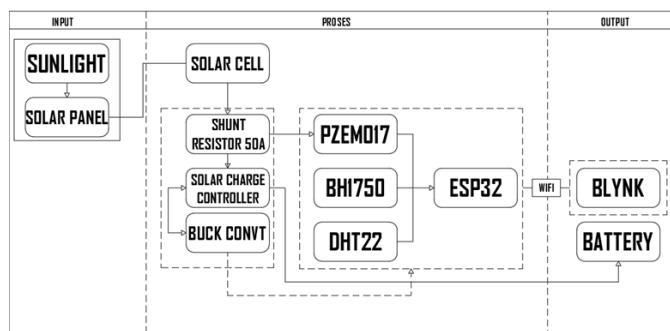 INPUT
PROSES
OUTPUT
SUNLIGHT
SOLAR PANEL
SOLAR CELL
SHUNT
RESISTOR 50A
SOLAR CHARGE
CONTROLLER
BUCK CONVT
PZEM017
BH1750
DHT22
ESP32
WIFI
BLYNK
BATTERY